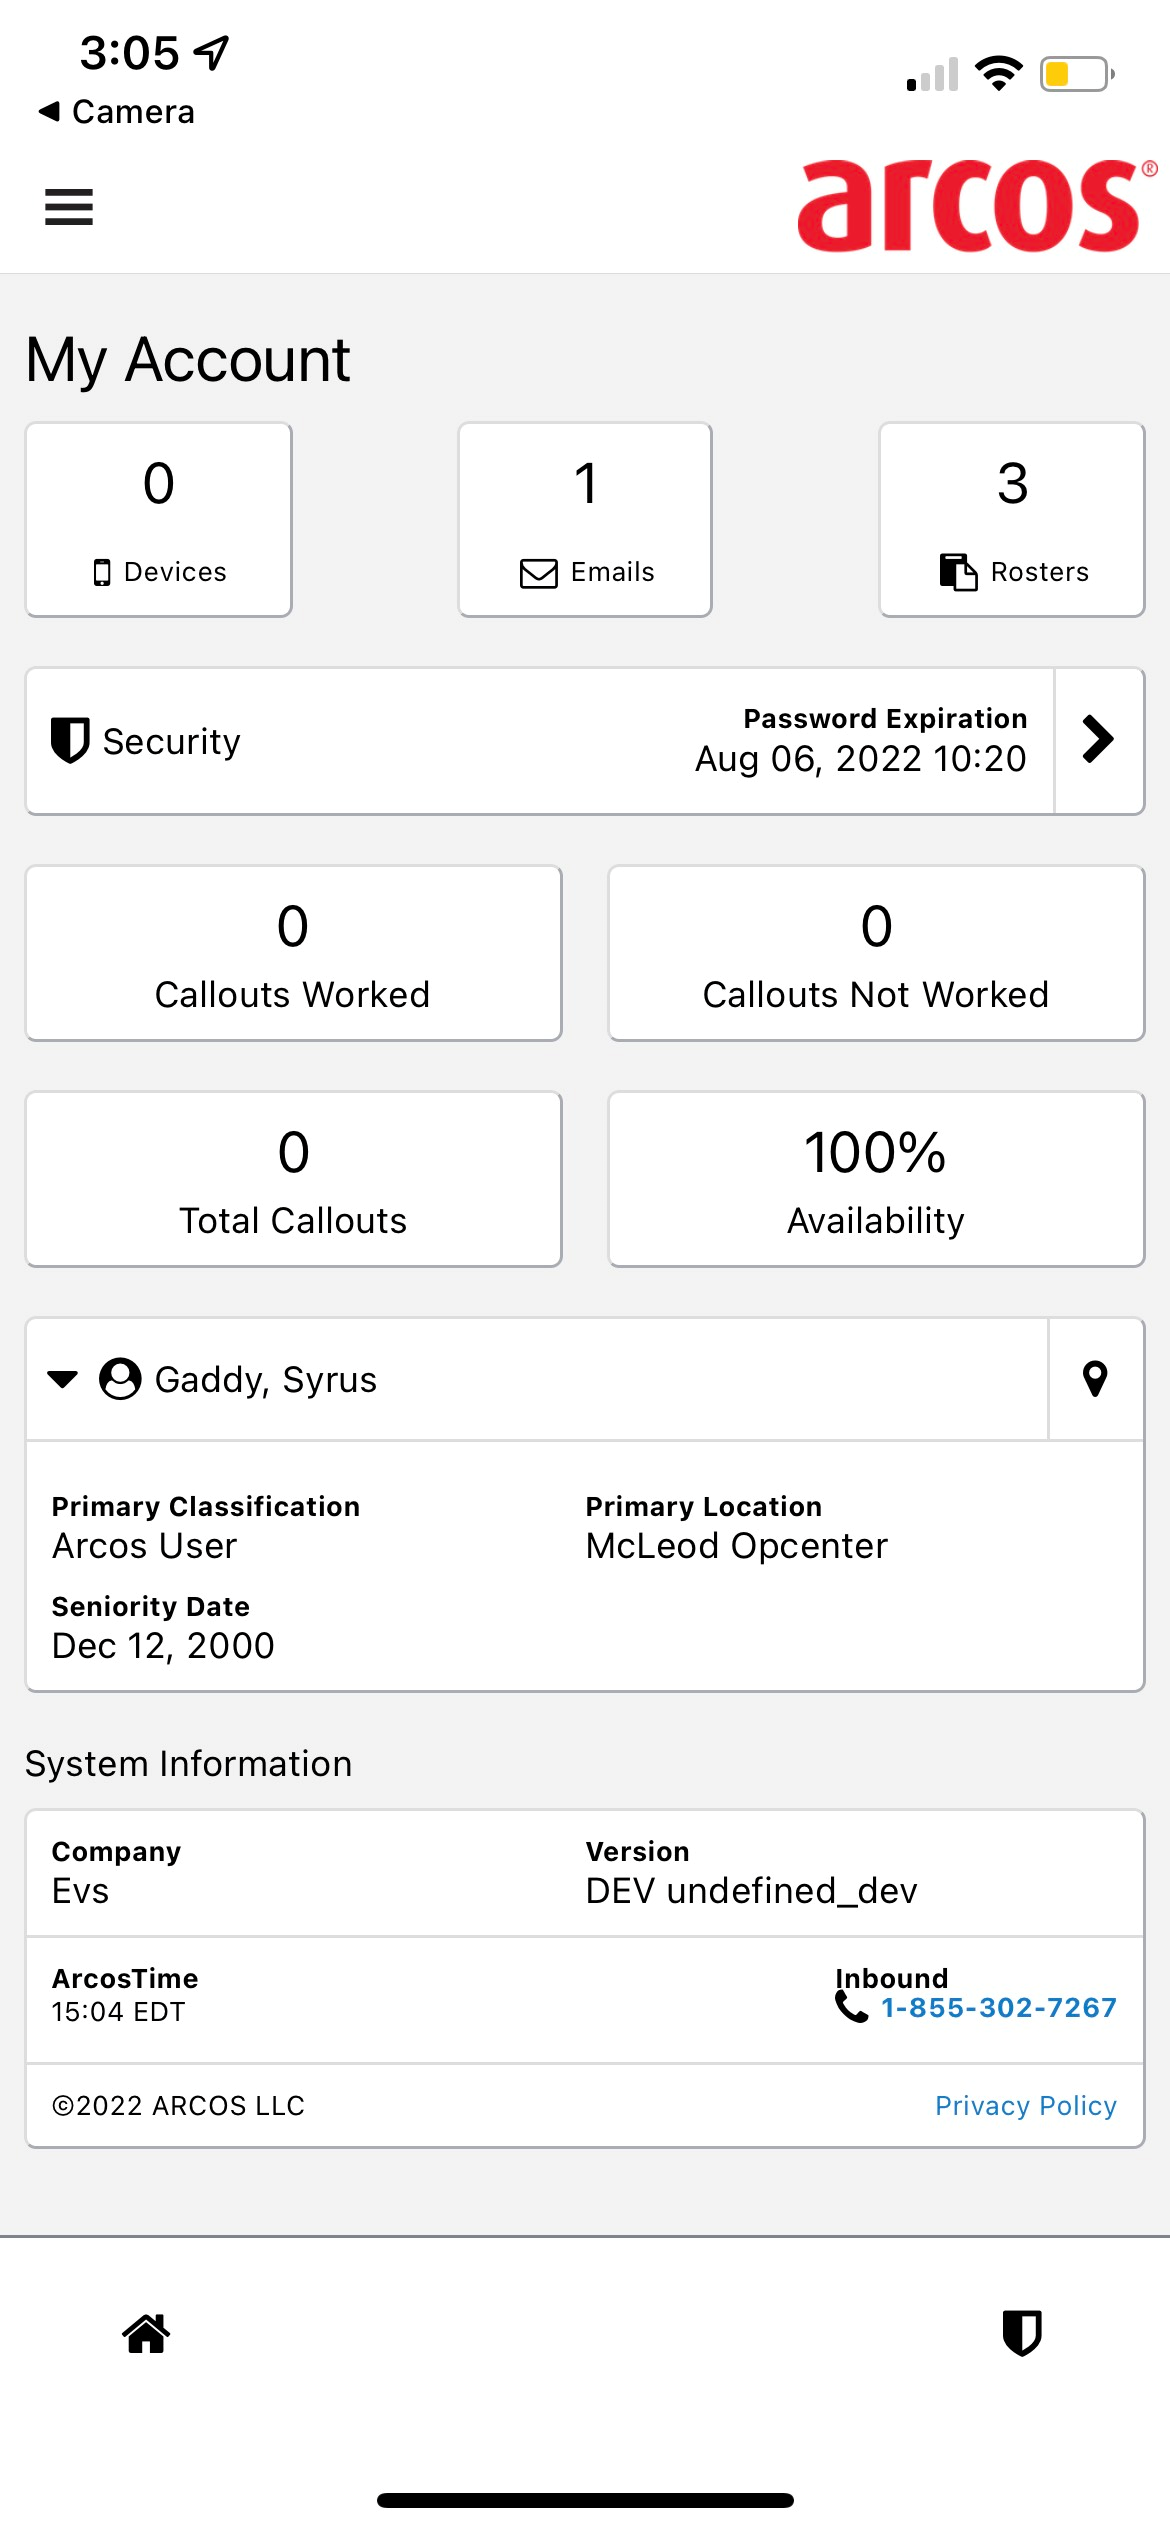 3:05
Camera
arcos®
My Account
0
Devices
1
Emails
3
Rosters
Security
Password Expiration
Aug 06, 2022 10:20
0
Callouts Worked
0
Callouts Not Worked
0
Total Callouts
100%
Availability
Gaddy, Syrus
Primary Classification
Arcos User
Primary Location
McLeod Opcenter
Seniority Date
Dec 12, 2000
System Information
Company
Evs
Version
DEV undefined_dev
ArcosTime
15:04 EDT
Inbound
1-855-302-7267
©2022 ARCOS LLC
Privacy Policy